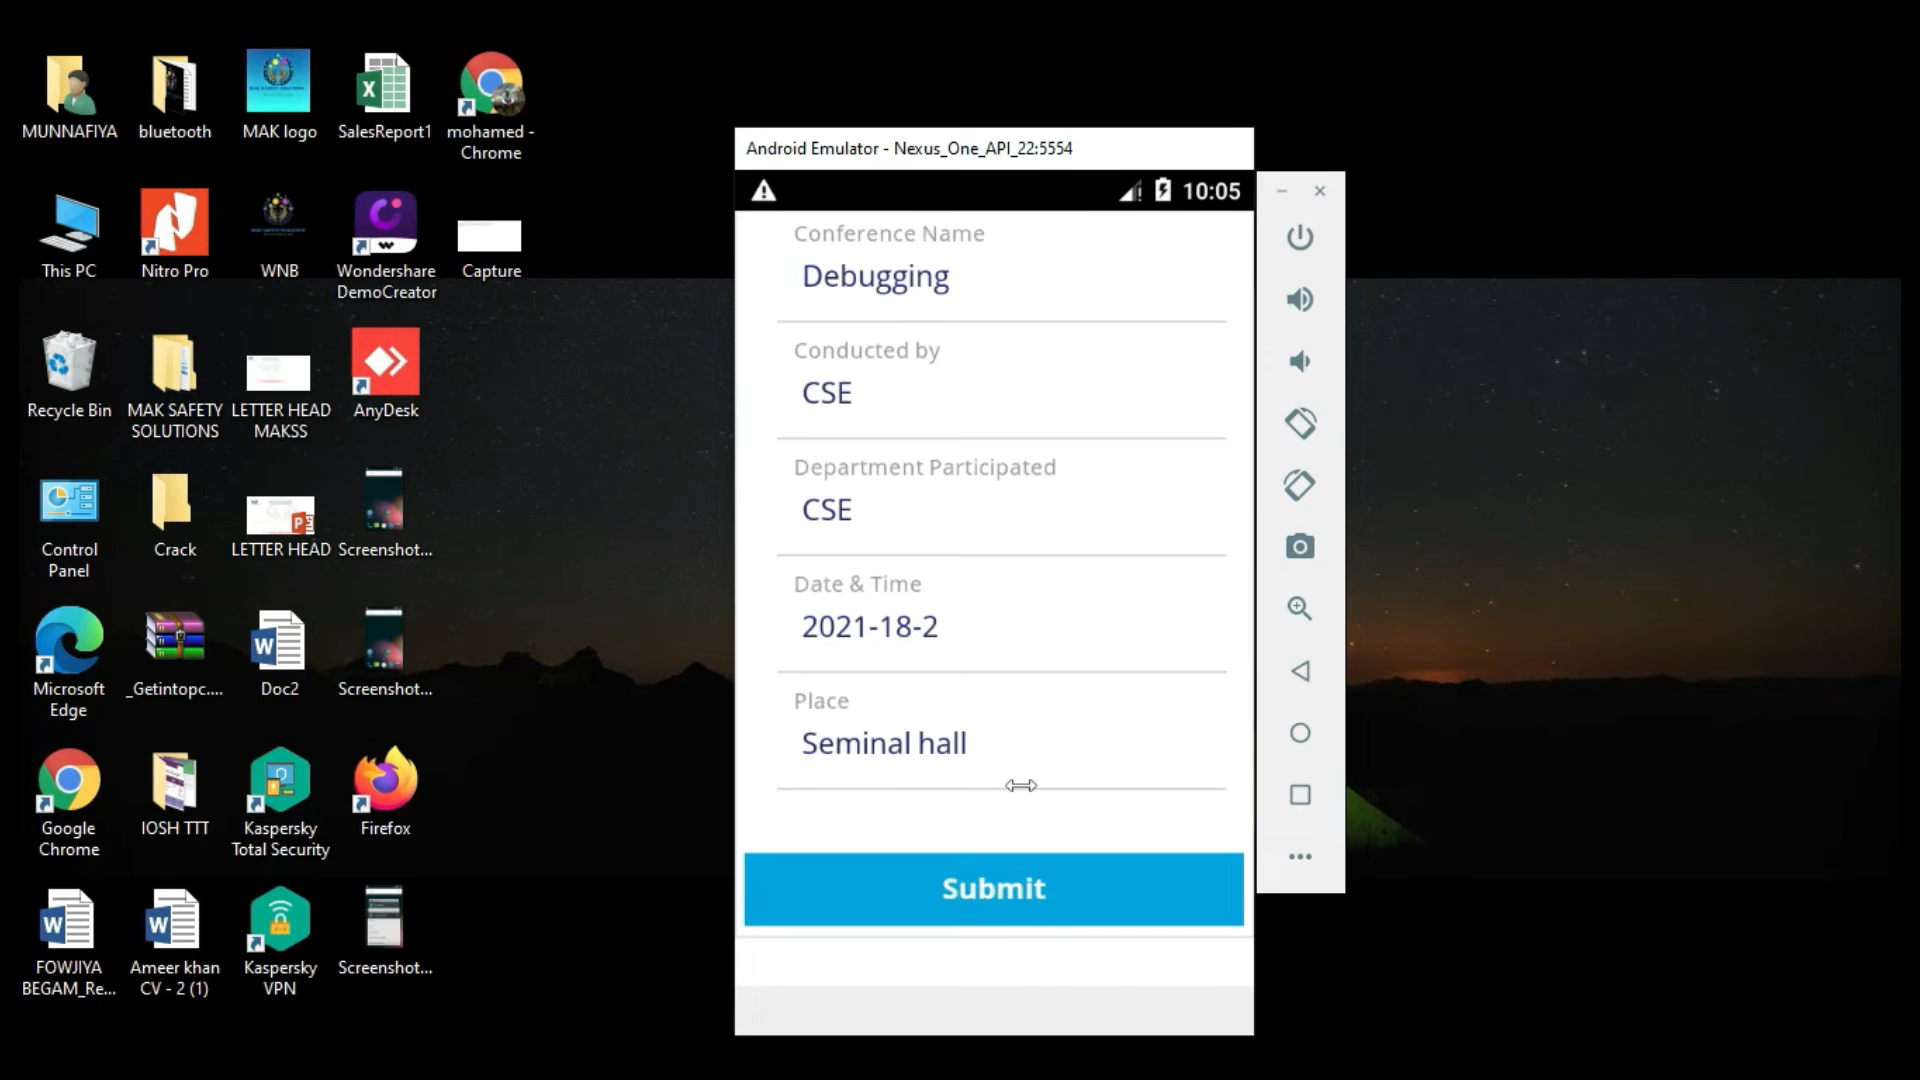 MUNNAFIYA
bluetooth
MAK logo
SalesReport1
mohamed -
Chrome
This PC
Nitro Pro
WNB
Wondershare
DemoCreator
Capture
Recycle Bin
MAK SAFETY
SOLUTIONS
LETTER HEAD
MAKSS
AnyDesk
Control
Panel
Crack
LETTER HEAD
Screenshot...
Microsoft
Edge
_Getintopc....
Doc2
Screenshot...
Google
Chrome
IOSH TTT
Kaspersky
Total Security
Firefox
FOWJIYA
BEGAM_Re...
Ameer khan
CV - 2 (1)
Kaspersky
VPN
Screenshot...
Android Emulator - Nexus_One_API_22:5554
10:05
Conference Name
Debugging
Conducted by
CSE
Department Participated
CSE
Date & Time
2021-18-2
Place
Seminal hall
Submit